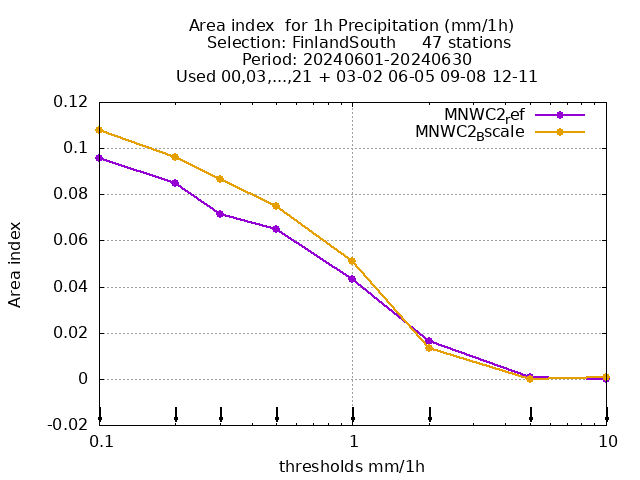 Area index  for 1h Precipitation (mm/1h)
Selection: FinlandSouth     47 stations
Period: 20240601-20240630
Used 00,03,...,21 + 03-02 06-05 09-08 12-11
MNWC2ref
MNWC2Bscale
0.12
0.1
0.08
0.06
0.04
0.02
0
-0.02
Area index
0.1 1 10
thresholds mm/1h